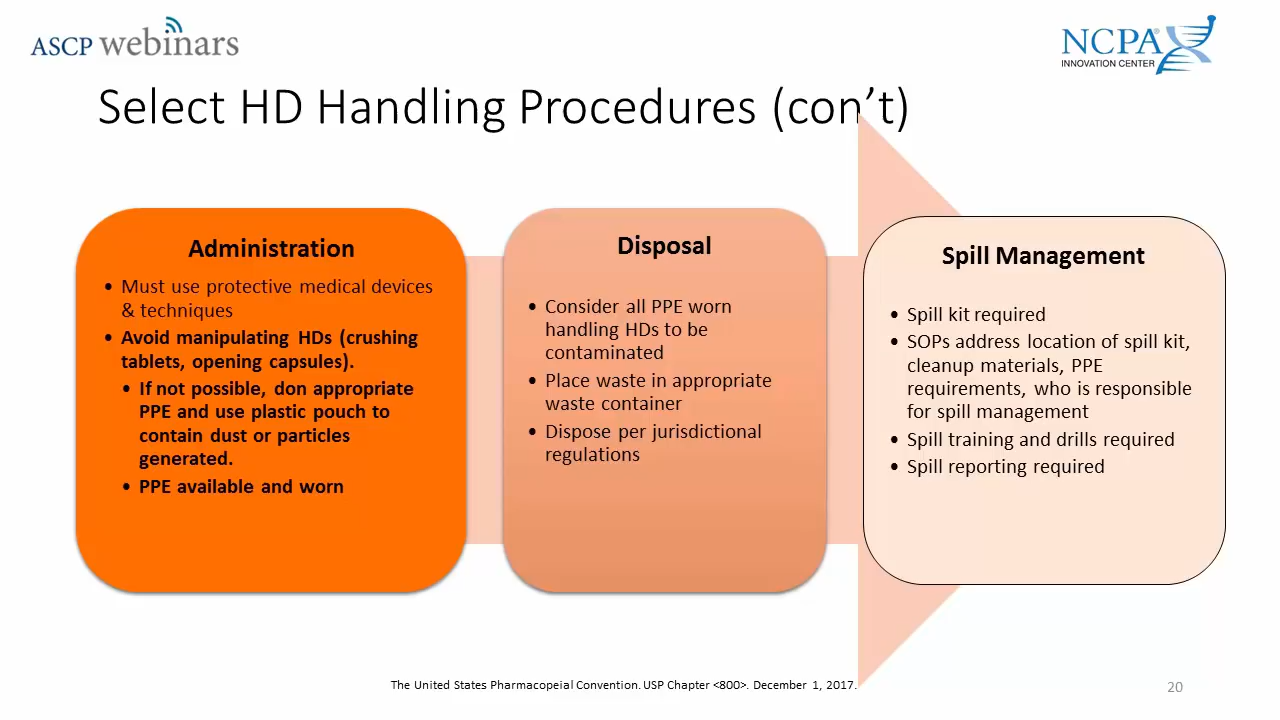 ASCP webinars
NCPA®
INNOVATION CENTER
Select HD Handling Procedures (con’t)
Administration
• Must use protective medical devices
& techniques
• Avoid manipulating HDs (crushing
tablets, opening capsules).
• If not possible, don appropriate
PPE and use plastic pouch to
contain dust or particles
generated.
• PPE available and worn
Disposal
• Consider all PPE worn
handling HDs to be
contaminated
• Place waste in appropriate
waste container
• Dispose per jurisdictional
regulations
Spill Management
• Spill kit required
• SOPs address location of spill kit,
cleanup materials, PPE
requirements, who is responsible
for spill management
• Spill training and drills required
• Spill reporting required
The United States Pharmacopeial Convention. USP Chapter <800>. December 1, 2017.
20